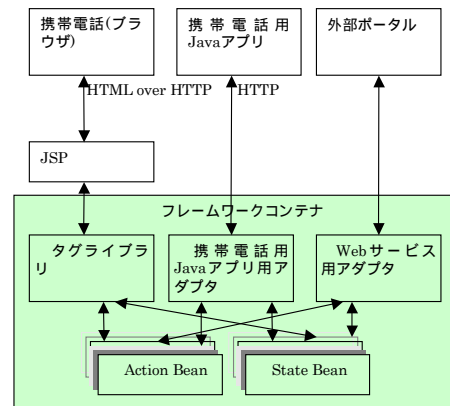 携帯電話(ブラ
ウザ)
携帯電話用
Javaアプリ
外部ポータル
HTML over HTTP
HTTP
JSP
フレームワークコンテナ
タグライブラ
リ
携帯電話用
Javaアプリ用ア
ダプタ
Webサービス
用アダプタ
Action Bean
State Bean